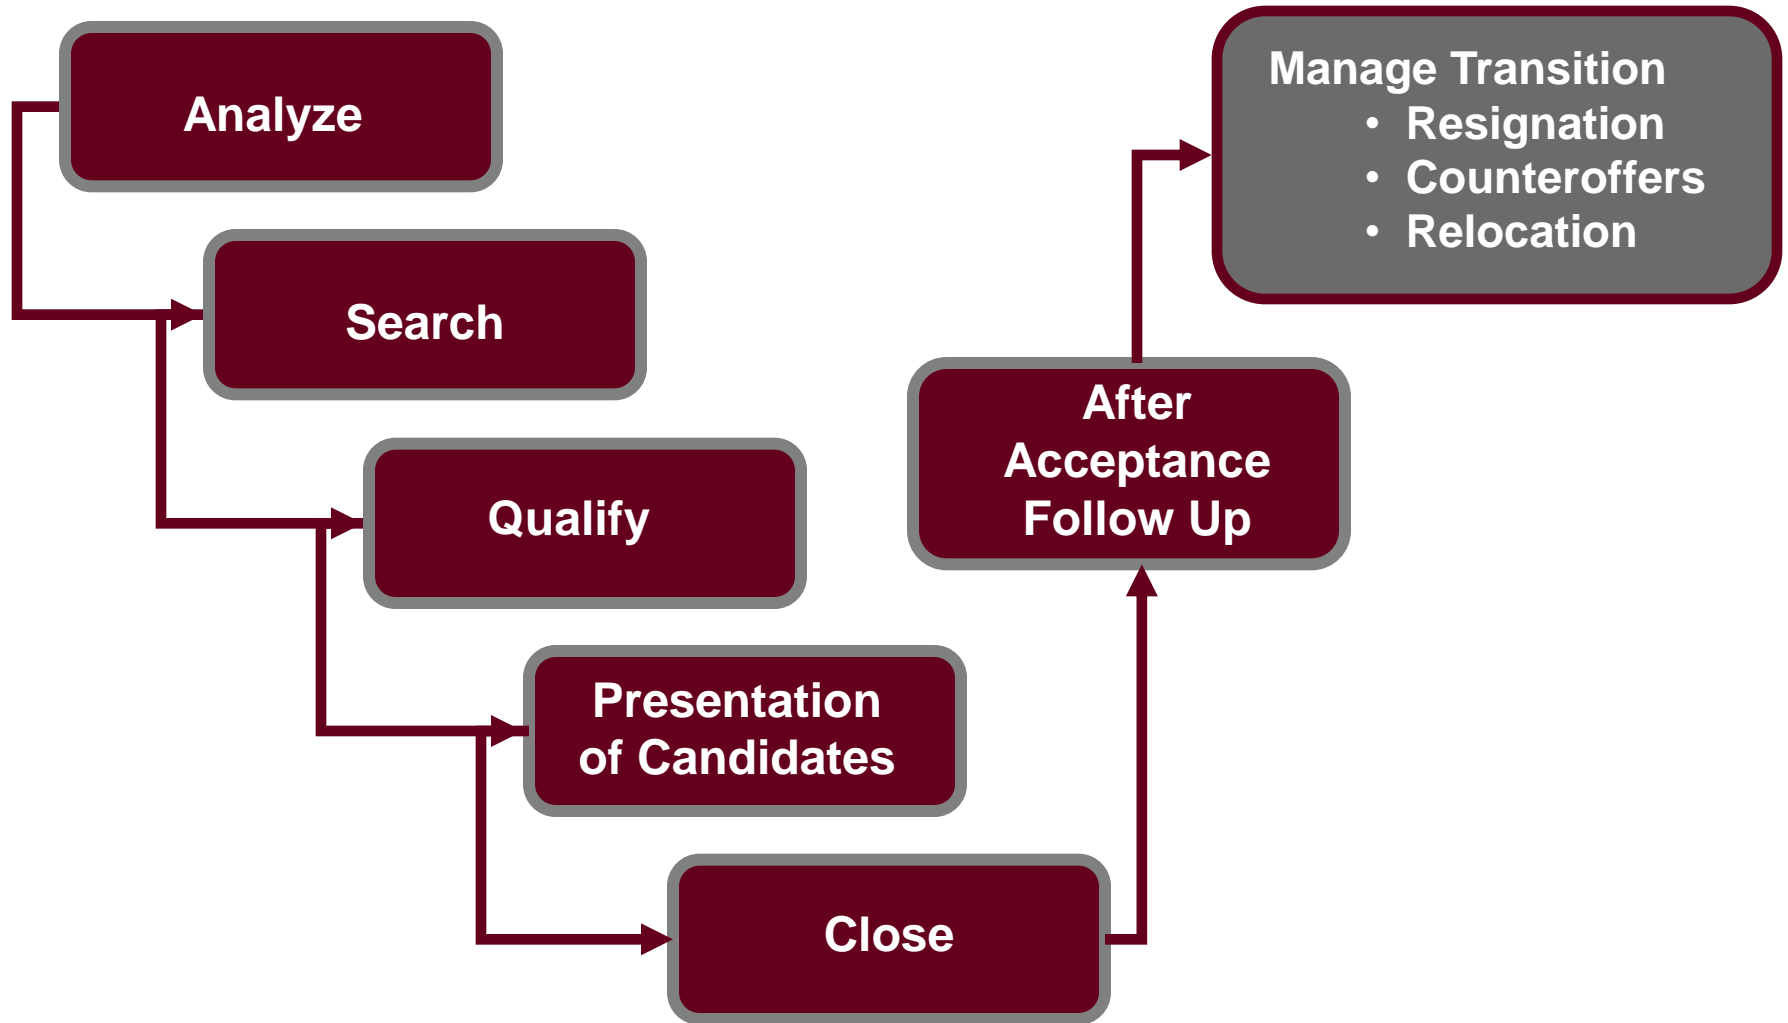 Analyze
Search
Qualify
Presentation
of Candidates
Close
After
Acceptance
Follow Up
Manage Transition
• Resignation
• Counteroffers
• Relocation